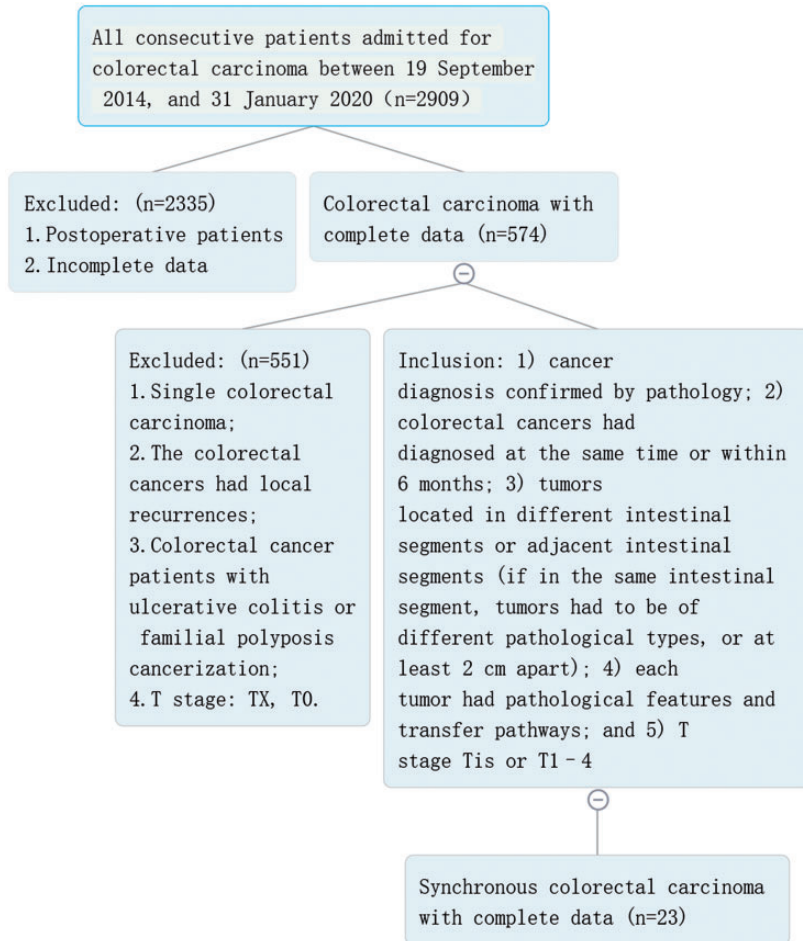 All consecutive patients admitted for
colorectal carcinoma between 19 September
2014, and 31 January 2020 (n=2909)
Excluded: (n=2335)
1.Postoperative patients
2.Incomplete data
Colorectal carcinoma with
complete data (n=574)
Excluded: (n=551)
1.Single colorectal
carcinoma;
2.The colorectal
cancers had local
recurrences;
3.Colorectal cancer
patients with
ulcerative colitis or
familial polyposis
cancerization;
4.T stage: TX, T0.
Inclusion: 1) cancer
diagnosis confirmed by pathology; 2)
colorectal cancers had
diagnosed at the same time or within
6 months; 3) tumors
located in different intestinal
segments or adjacent intestinal
segments (if in the same intestinal
segment, tumors had to be of
different pathological types, or at
least 2 cm apart); 4) each
tumor had pathological features and
transfer pathways; and 5) T
stage Tis or T1–4
Synchronous colorectal carcinoma
with complete data (n=23)